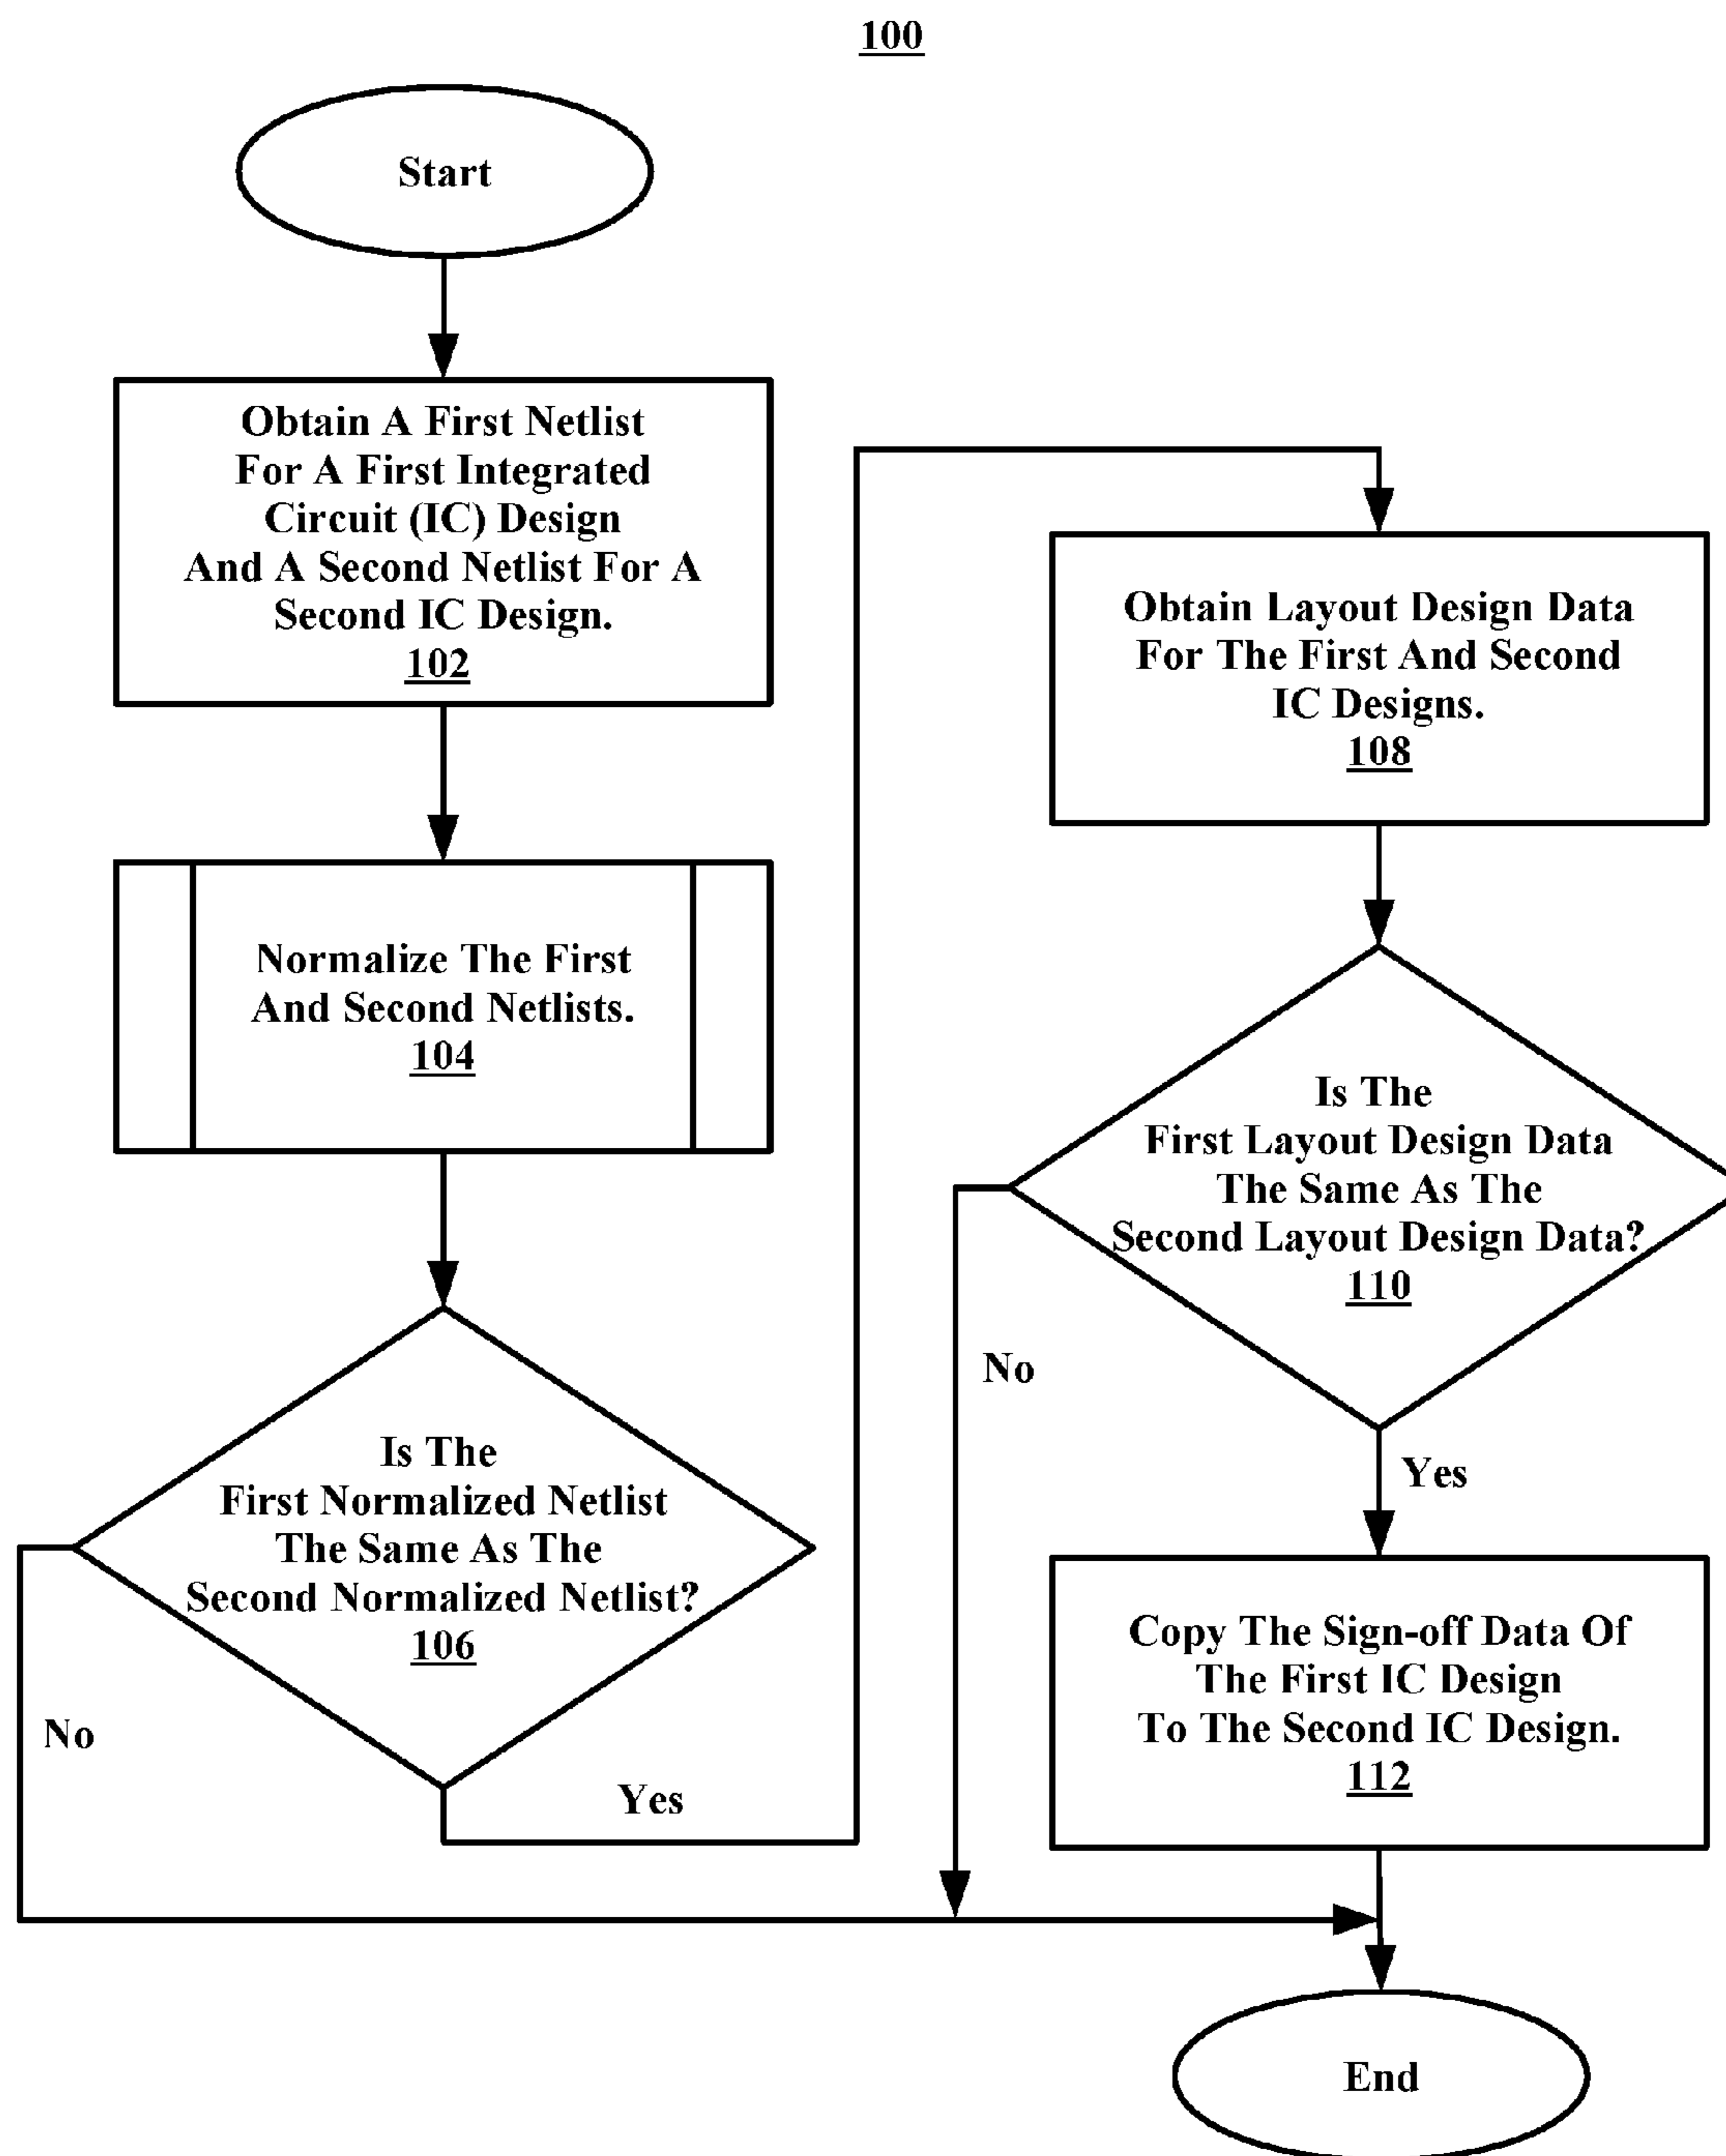 100
Start
Obtain A First Netlist
For A First Integrated
Circuit (IC) Design
And A Second Netlist For A
Second IC Design.
102
Normalize The First
And Second Netlists.
104
Is The
First Normalized Netlist
The Same As The
Second Normalized Netlist?
106
No
Yes
Obtain Layout Design Data
For The First And Second
IC Designs.
108
Is The
First Layout Design Data
The Same As The
Second Layout Design Data?
110
No
Yes
Copy The Sign-off Data Of
The First IC Design
To The Second IC Design.
112
End